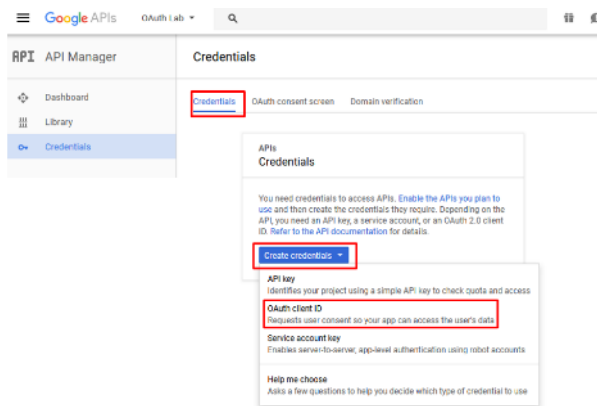 Google APIs OAuth Lab
API API Manager Credentials
Dashboard
Library
Credentials
Credentials OAuth consent screen Domain verification
APIs
Credentials
You need credentials to access APIs. Enable the APIs you plan to
use and then create the credentials they require. Depending on the
API, you need an API key, a service account, or an OAuth 2.0 client
ID. Refer to the API documentation for details.
Create credentials
API key
Identifies your project using a simple API key to check quota and access
OAuth client ID
Requests user consent so your app can access the user's data
Service account key
Enables server-to-server, app-level authentication using robot accounts
Help me choose
Asks a few questions to help you decide which type of credential to use